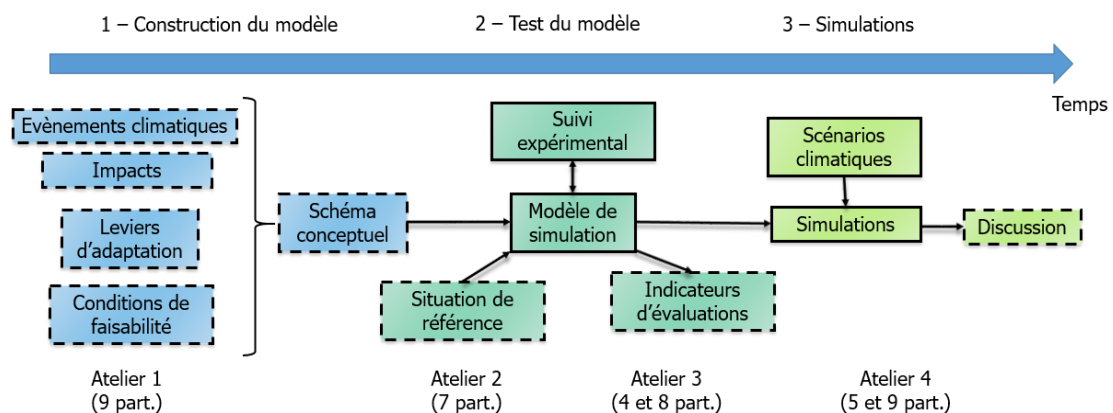 1 – Construction du modèle
2 – Test du modèle
3 – Simulations
Temps
Evènements climatiques
Impacts
Leviers
d’adaptation
Conditions de
faisabilité
Schéma
conceptuel
Suivi
expérimental
Modèle de
simulation
Situation de
référence
Indicateurs
d’évaluations
Scénarios
climatiques
Simulations
Discussion
Atelier 1
(9 part.)
Atelier 2
(7 part.)
Atelier 3
(4 et 8 part.)
Atelier 4
(5 et 9 part.)